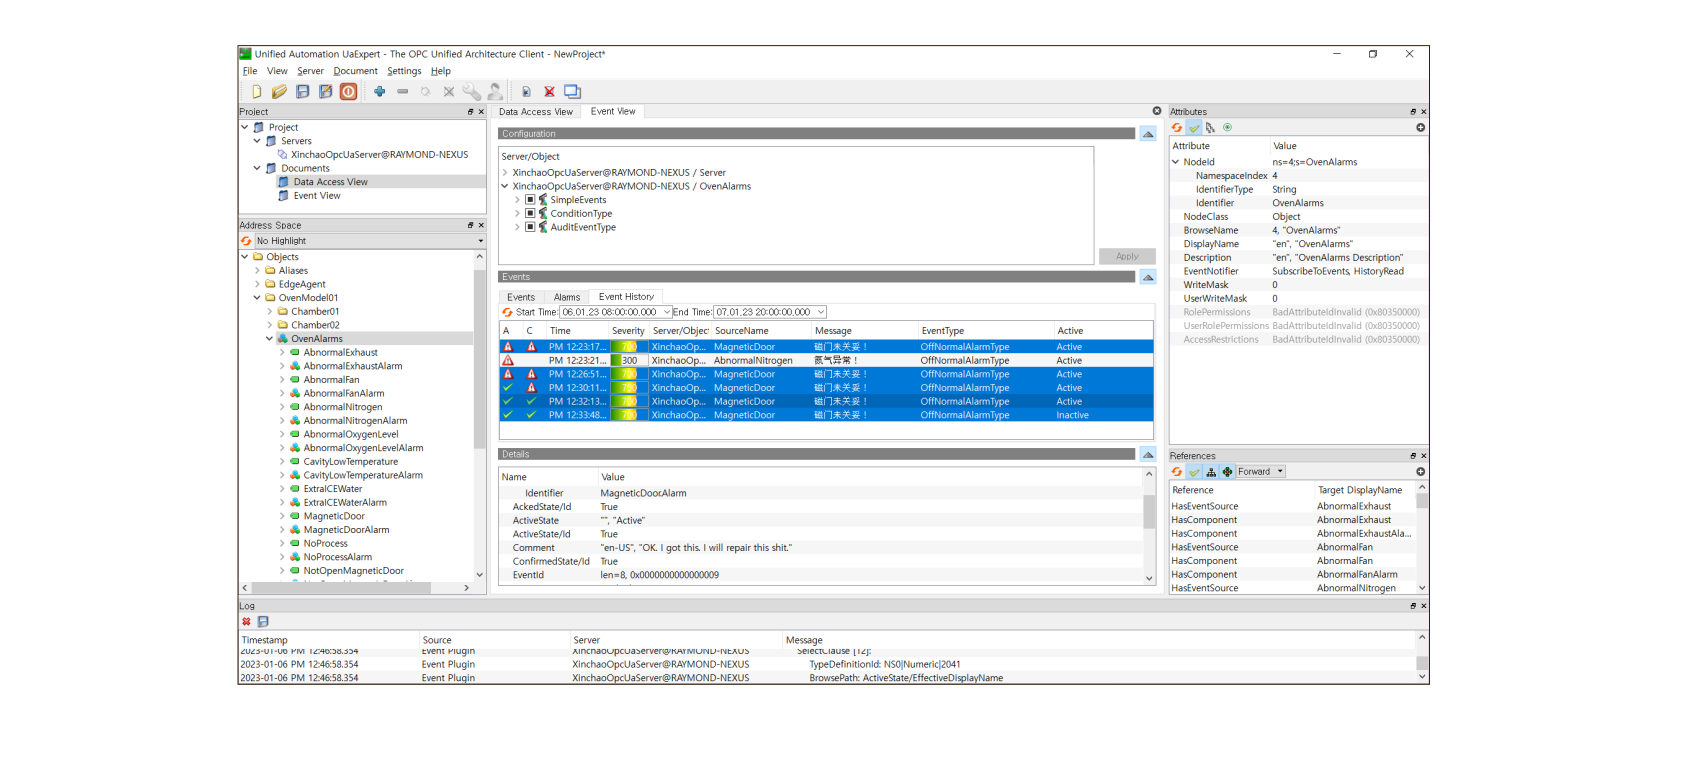 Unified Automation UaExpert - The OPC Unified Architecture Client - NewProject*
File View Server Document Settings Help
Project
Project
Servers
XinchaoOpcUaServer@RAYMOND-NEXUS
Documents
Data Access View
Event View
Address Space
No Highlight
Objects
Aliases
EdgeAgent
OvenModel01
Chamber01
Chamber02
OvenAlarms
AbnormalExhaust
AbnormalExhaustAlarm
AbnormalFan
AbnormalFanAlarm
AbnormalNitrogen
AbnormalNitrogenAlarm
AbnormalOxygenLevel
AbnormalOxygenLevelAlarm
CavityLowTemperature
CavityLowTemperatureAlarm
ExtraICEWater
ExtraICEWaterAlarm
MagneticDoor
MagneticDoorAlarm
NoProcess
NoProcessAlarm
NotOpenMagneticDoor
Data Access View Event View
Configuration
Server/Object
XinchaoOpcUaServer@RAYMOND-NEXUS / Server
XinchaoOpcUaServer@RAYMOND-NEXUS / OvenAlarms
SimpleEvents
ConditionType
AuditEventType
Apply
Events
Events Alarms Event History
Start Time: 06.01.23 08:00:00.000 End Time: 07.01.23 20:00:00.000
A C Time Severity Server/Object SourceName Message EventType Active
PM 12:23:17... 700 XinchaoOp... MagneticDoor 磁门未关妥！ OffNormalAlarmType Active
PM 12:23:21... 300 XinchaoOp... AbnormalNitrogen 氮气异常！ OffNormalAlarmType Active
PM 12:26:51... 700 XinchaoOp... MagneticDoor 磁门未关妥！ OffNormalAlarmType Active
PM 12:30:11... 700 XinchaoOp... MagneticDoor 磁门未关妥！ OffNormalAlarmType Active
PM 12:32:13... 700 XinchaoOp... MagneticDoor 磁门未关妥！ OffNormalAlarmType Active
PM 12:33:48... 700 XinchaoOp... MagneticDoor 磁门未关妥！ OffNormalAlarmType Inactive
Details
Name Value
Identifier MagneticDoorAlarm
AckedState/Id True
ActiveState "", "Active"
ActiveState/Id True
Comment "en-US", "OK. I got this. I will repair this shit."
ConfirmedState/Id True
EventId len=8, 0x0000000000000009
Attributes
Attribute Value
NodeId ns=4;s=OvenAlarms
NamespaceIndex 4
IdentifierType String
Identifier OvenAlarms
NodeClass Object
BrowseName 4, "OvenAlarms"
DisplayName "en", "OvenAlarms"
Description "en", "OvenAlarms Description"
EventNotifier SubscribeToEvents, HistoryRead
WriteMask 0
UserWriteMask 0
RolePermissions BadAttributeIdInvalid (0x80350000)
UserRolePermissions BadAttributeIdInvalid (0x80350000)
AccessRestrictions BadAttributeIdInvalid (0x80350000)
References
Forward
Reference Target DisplayName
HasEventSource AbnormalExhaust
HasComponent AbnormalExhaust
HasComponent AbnormalExhaustAla...
HasEventSource AbnormalFan
HasComponent AbnormalFan
HasComponent AbnormalFanAlarm
HasEventSource AbnormalNitrogen
Log
Timestamp Source Server Message
2023-01-06 PM 12:46:58.354 Event Plugin XinchaoOpcUaServer@RAYMOND-NEXUS SelectClause [12]:
2023-01-06 PM 12:46:58.354 Event Plugin XinchaoOpcUaServer@RAYMOND-NEXUS TypeDefinitionId: NS0|Numeric|2041
2023-01-06 PM 12:46:58.354 Event Plugin XinchaoOpcUaServer@RAYMOND-NEXUS BrowsePath: ActiveState/EffectiveDisplayName